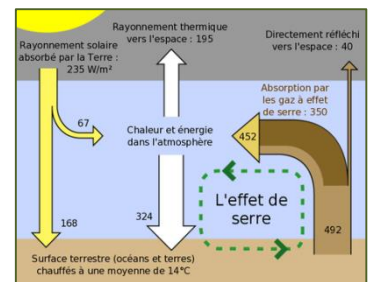 Rayonnement thermique
vers l'espace : 195
Directement réfléchi
vers l'espace : 40
Rayonnement solaire
absorbé par la Terre :
235 W/m²
Absorption par
les gaz à effet
de serre : 350
67
Chaleur et énergie
dans l'atmosphère
452
L'effet de
serre
168
324
492
Surface terrestre (océans et terres)
chauffés à une moyenne de 14°C